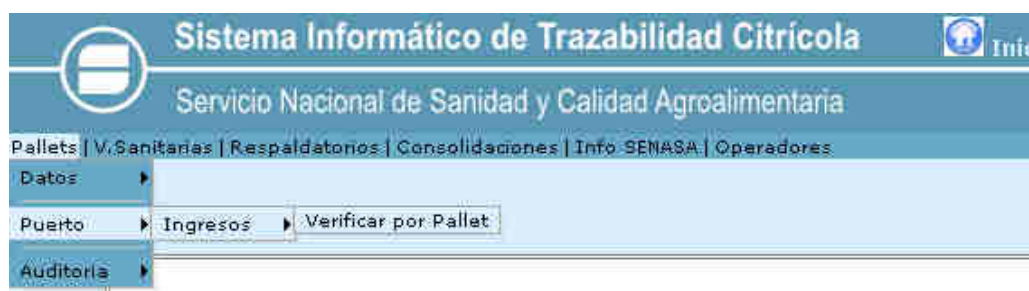 Sistema Informático de Trazabilidad Citrícola
Servicio Nacional de Sanidad y Calidad Agroalimentaria
Pallets | V.Sanitarias | Respaldatorios | Consolidaciones | Info SENASA | Operadores
Datos
Puerto Ingresos Verificar por Pallet
Auditoria